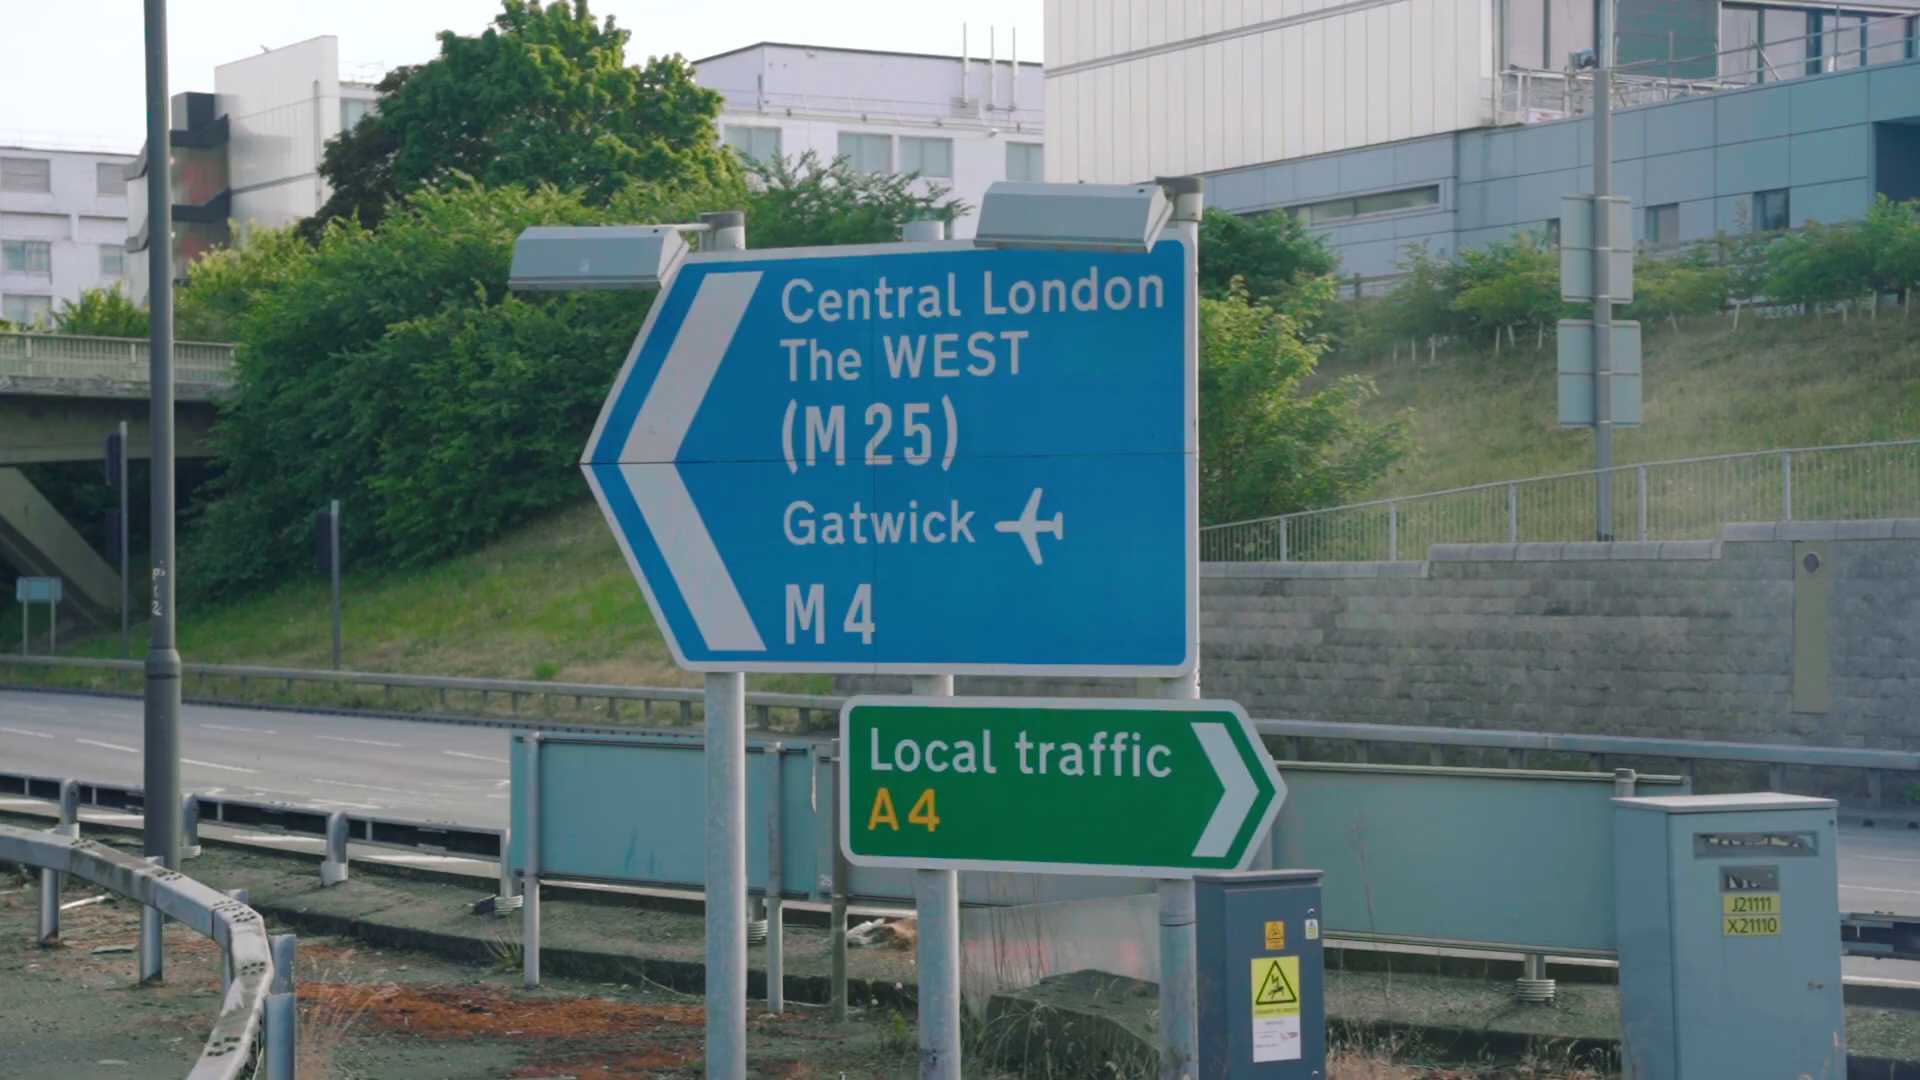 Central London
The WEST
(M 25)
Gatwick
M 4
Local traffic
A 4
J21111
X21110